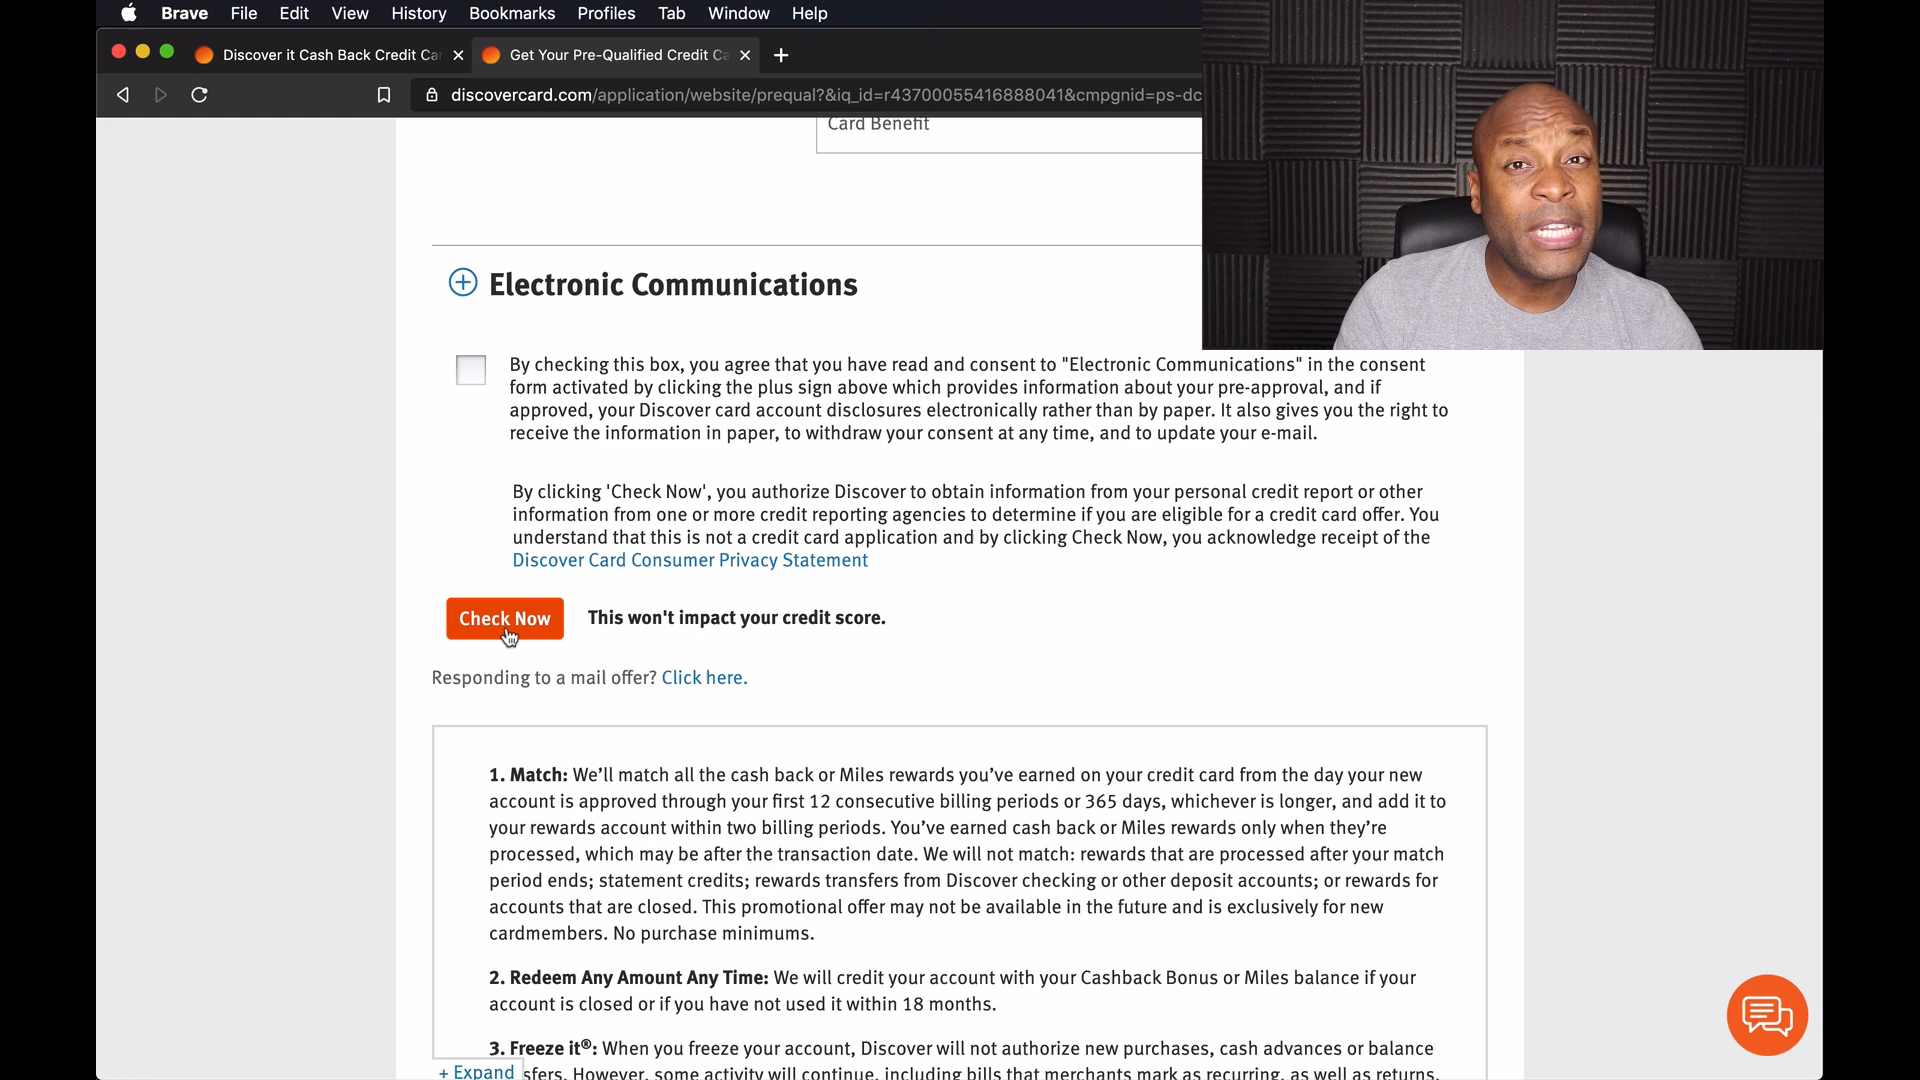 Brave File Edit View History Bookmarks Profiles Tab Window Help
Discover it Cash Back Credit Ca
Get Your Pre-Qualified Credit Ca
discovercard.com/application/website/prequal?&iq_id=r43700055416888041&cmpgnid=ps-dc
Card Benefit
Electronic Communications
By checking this box, you agree that you have read and consent to "Electronic Communications" in the consent
form activated by clicking the plus sign above which provides information about your pre-approval, and if
approved, your Discover card account disclosures electronically rather than by paper. It also gives you the right to
receive the information in paper, to withdraw your consent at any time, and to update your e-mail.
By clicking 'Check Now', you authorize Discover to obtain information from your personal credit report or other
information from one or more credit reporting agencies to determine if you are eligible for a credit card offer. You
understand that this is not a credit card application and by clicking Check Now, you acknowledge receipt of the
Discover Card Consumer Privacy Statement
Check Now This won't impact your credit score.
Responding to a mail offer? Click here.
1. Match: We'll match all the cash back or Miles rewards you've earned on your credit card from the day your new
account is approved through your first 12 consecutive billing periods or 365 days, whichever is longer, and add it to
your rewards account within two billing periods. You've earned cash back or Miles rewards only when they're
processed, which may be after the transaction date. We will not match: rewards that are processed after your match
period ends; statement credits; rewards transfers from Discover checking or other deposit accounts; or rewards for
accounts that are closed. This promotional offer may not be available in the future and is exclusively for new
cardmembers. No purchase minimums.
2. Redeem Any Amount Any Time: We will credit your account with your Cashback Bonus or Miles balance if your
account is closed or if you have not used it within 18 months.
3. Freeze it®: When you freeze your account, Discover will not authorize new purchases, cash advances or balance
+ Expand sfers. However, some activity will continue, including bills that merchants mark as recurring, as well as returns,